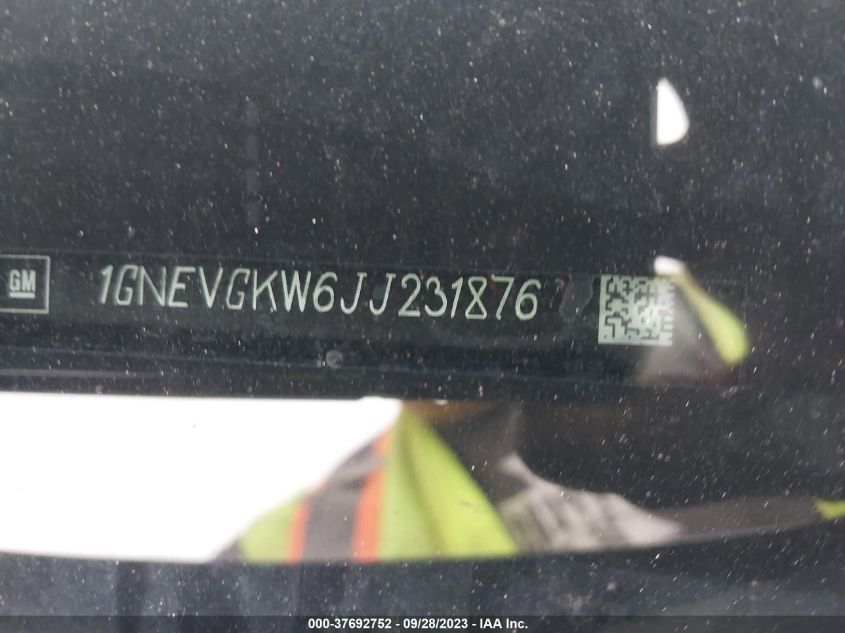 GM 1GNEVGKW6JJ231876
000-37692752 - 09/28/2023 - IAA Inc.